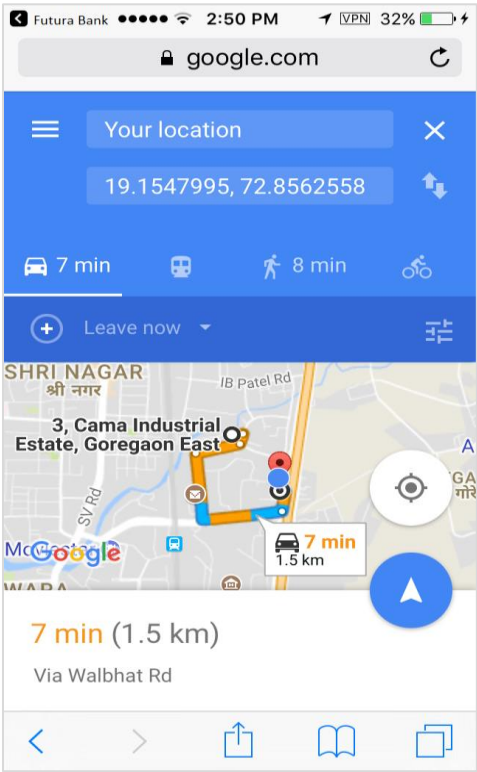 Futura Bank 2:50 PM VPN 32%
google.com
Your location
19.1547995, 72.8562558
7 min 8 min
Leave now
SHRI NAGAR
श्री नगर
IB Patel Rd
3, Cama Industrial
Estate, Goregaon East
A
GA
गोरे
SV Rd
7 min
1.5 km
Google
WARA
7 min (1.5 km)
Via Walbhat Rd